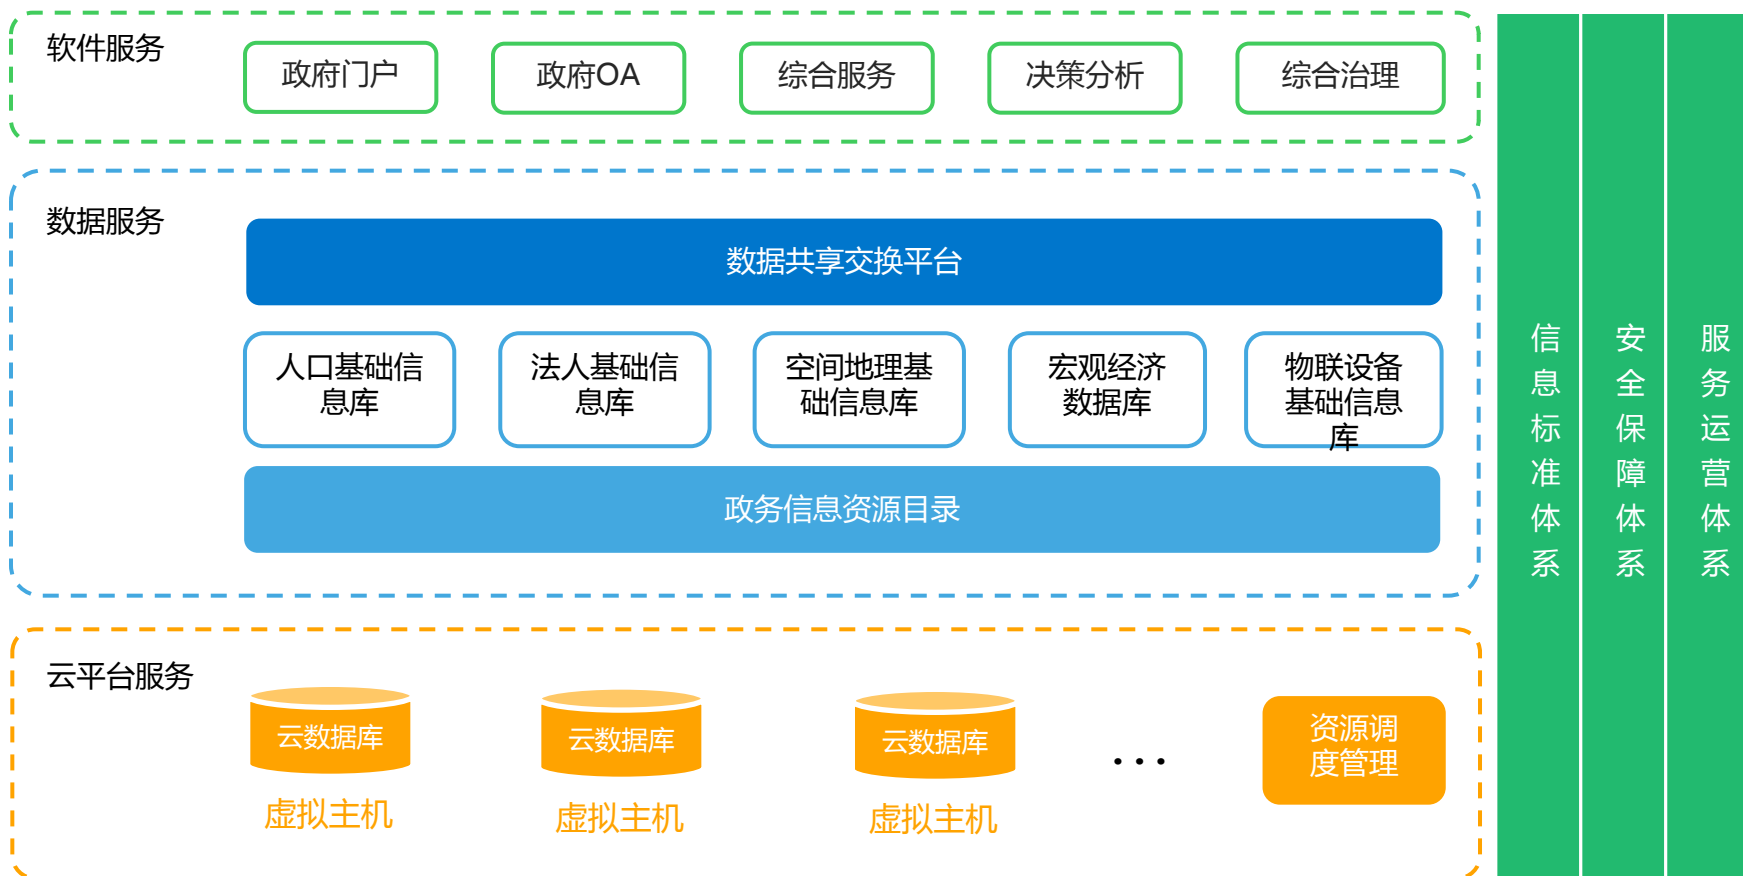 软件服务
政府门户
政府OA
综合服务
决策分析
综合治理
数据服务
数据共享交换平台
人口基础信
息库
法人基础信
息库
空间地理基
础信息库
宏观经济
数据库
物联设备
基础信息
库
政务信息资源目录
云平台服务
云数据库
虚拟主机
云数据库
虚拟主机
云数据库
虚拟主机
...
资源调
度管理
信息标准体系
安全保障体系
服务运营体系